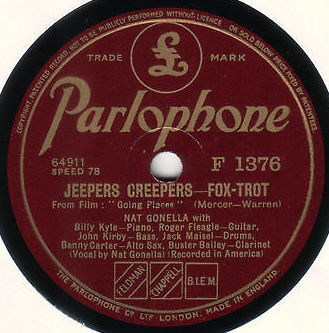 COPYRIGHT. PATENTED. NOT TO BE PUBLICLY PERFORMED WITHOUT LICENCE OR SOLD BELOW PRICE FIXED BY PATENTEES
TRADE MARK
£
Parlophone
64911
SPEED 78
F 1376
JEEPERS CREEPERS—FOX-TROT
From Film: "Going Places" (Mercer-Warren)
NAT GONELLA with
Billy Kyle—Piano, Roger Fleagle—Guitar,
John Kirby—Bass, Jack Maisel—Drums,
Benny Carter—Alto Sax, Buster Bailey—Clarinet
(Vocal by Nat Gonella) (Recorded in America)
FELDMAN
CHAPPELL
B.I.E.M.
THE PARLOPHONE CO. LTD. LONDON. MADE IN ENGLAND.